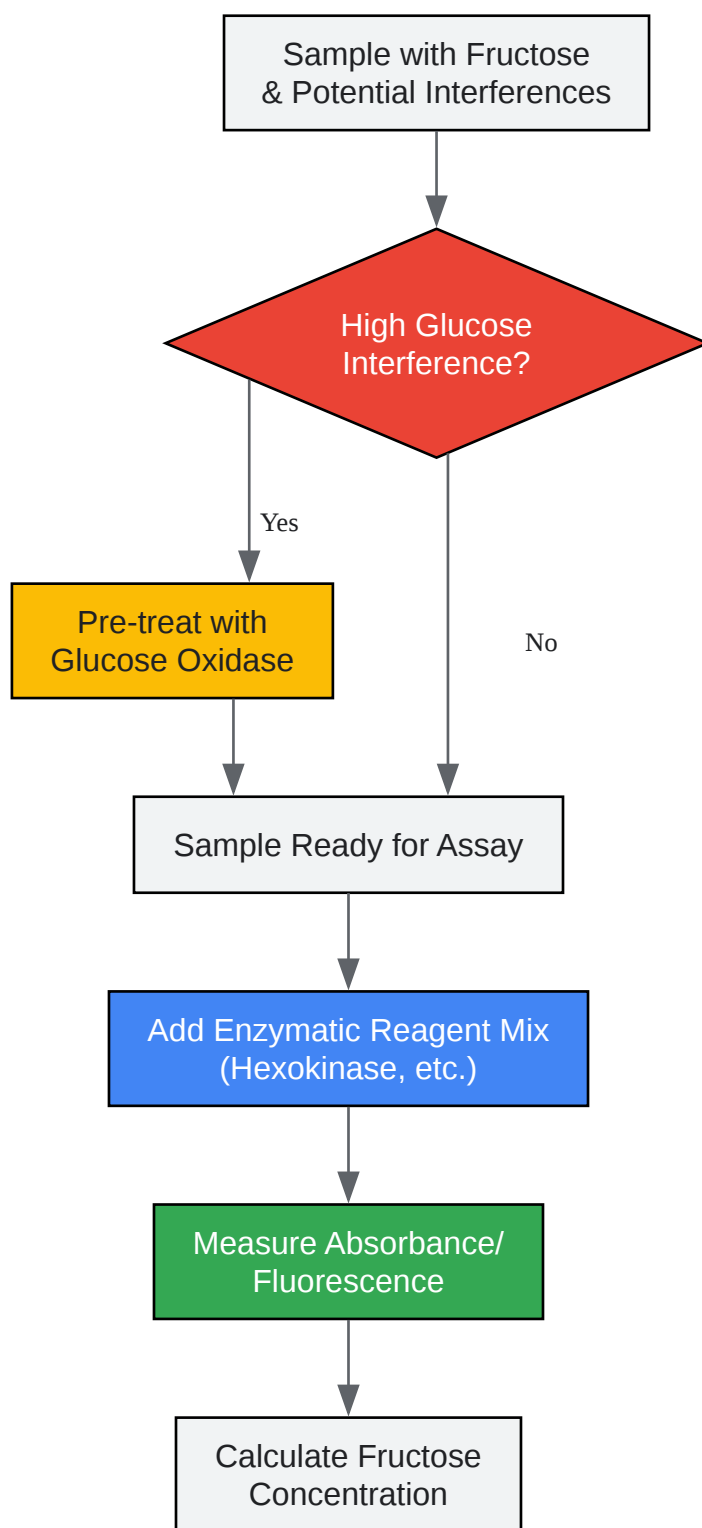 Sample with Fructose
& Potential Interferences
High Glucose
Interference?
Yes
Pre-treat with
Glucose Oxidase
No
Sample Ready for Assay
Add Enzymatic Reagent Mix
(Hexokinase, etc.)
Measure Absorbance/
Fluorescence
Calculate Fructose
Concentration